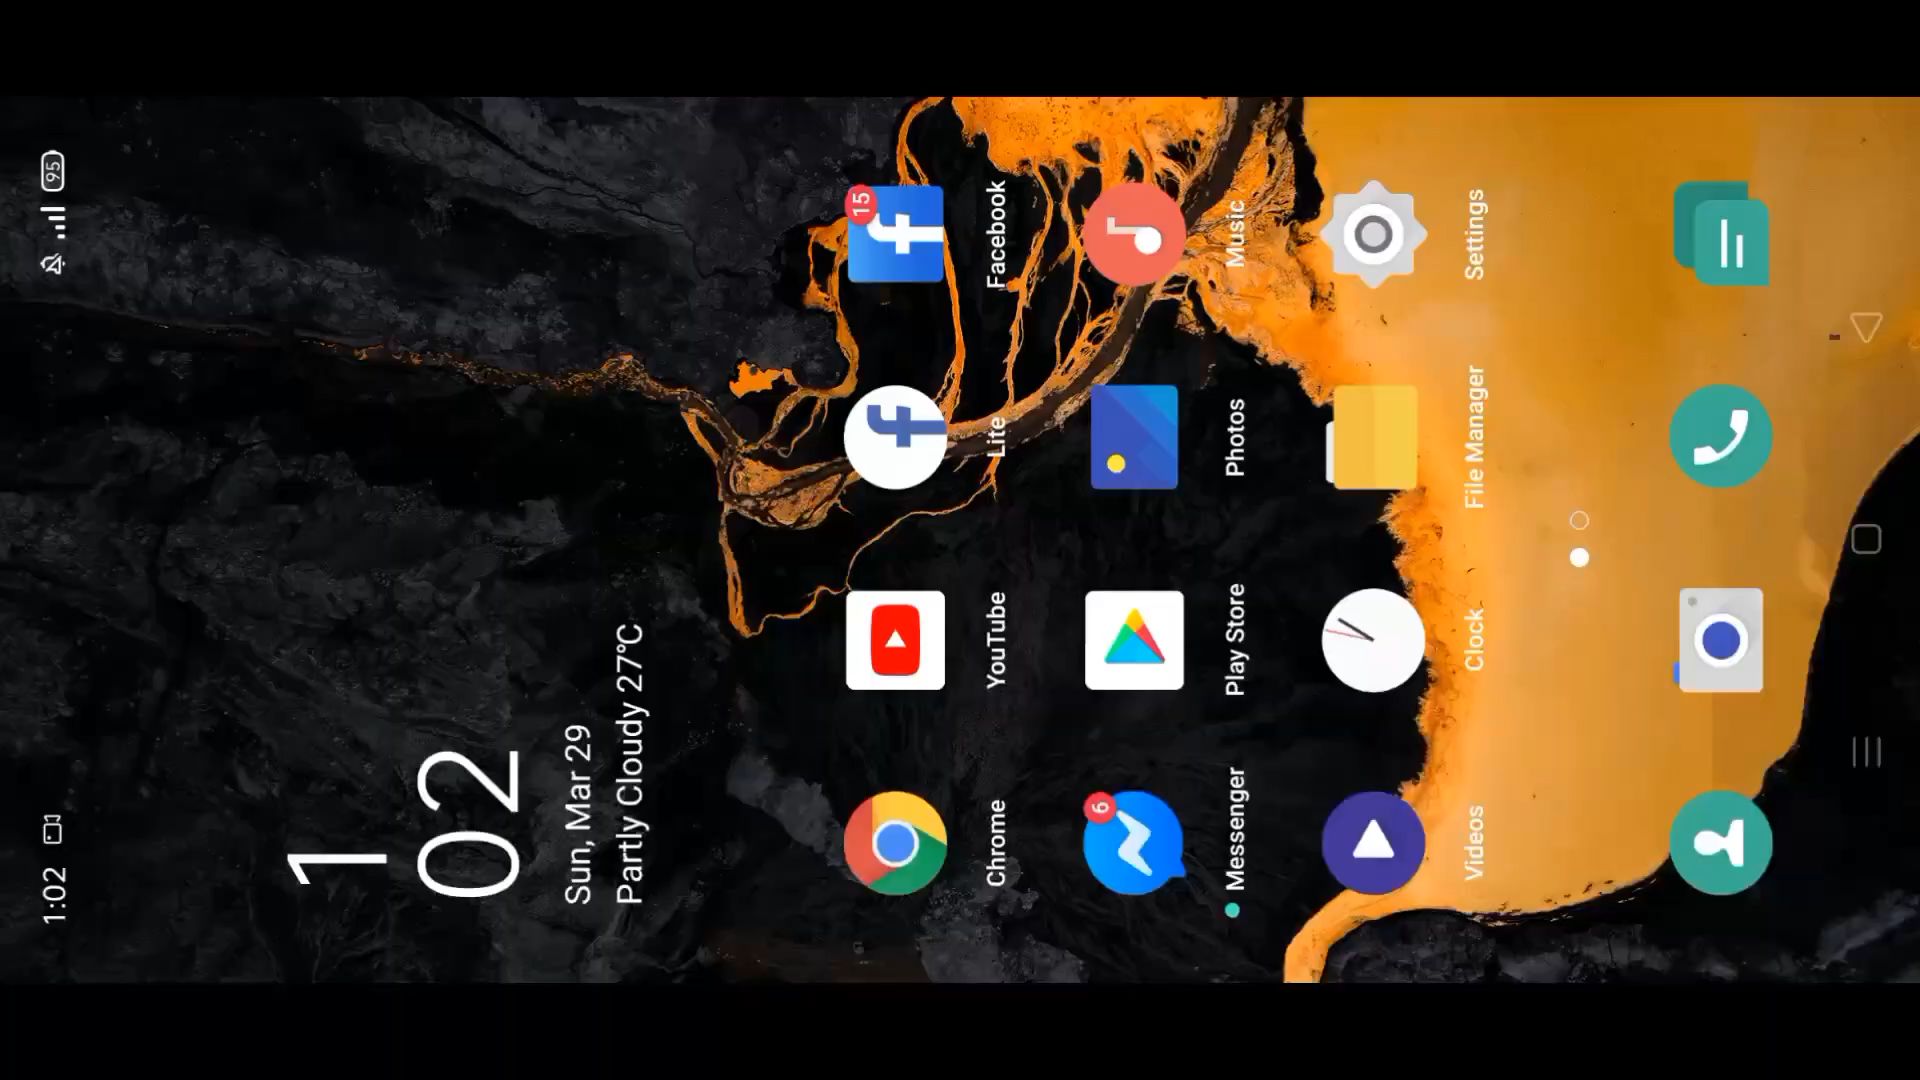 1:02
95
1
02
Sun, Mar 29
Partly Cloudy 27°C
Chrome
YouTube
Lite
15
Facebook
6
Messenger
Play Store
Photos
Music
Videos
Clock
File Manager
Settings